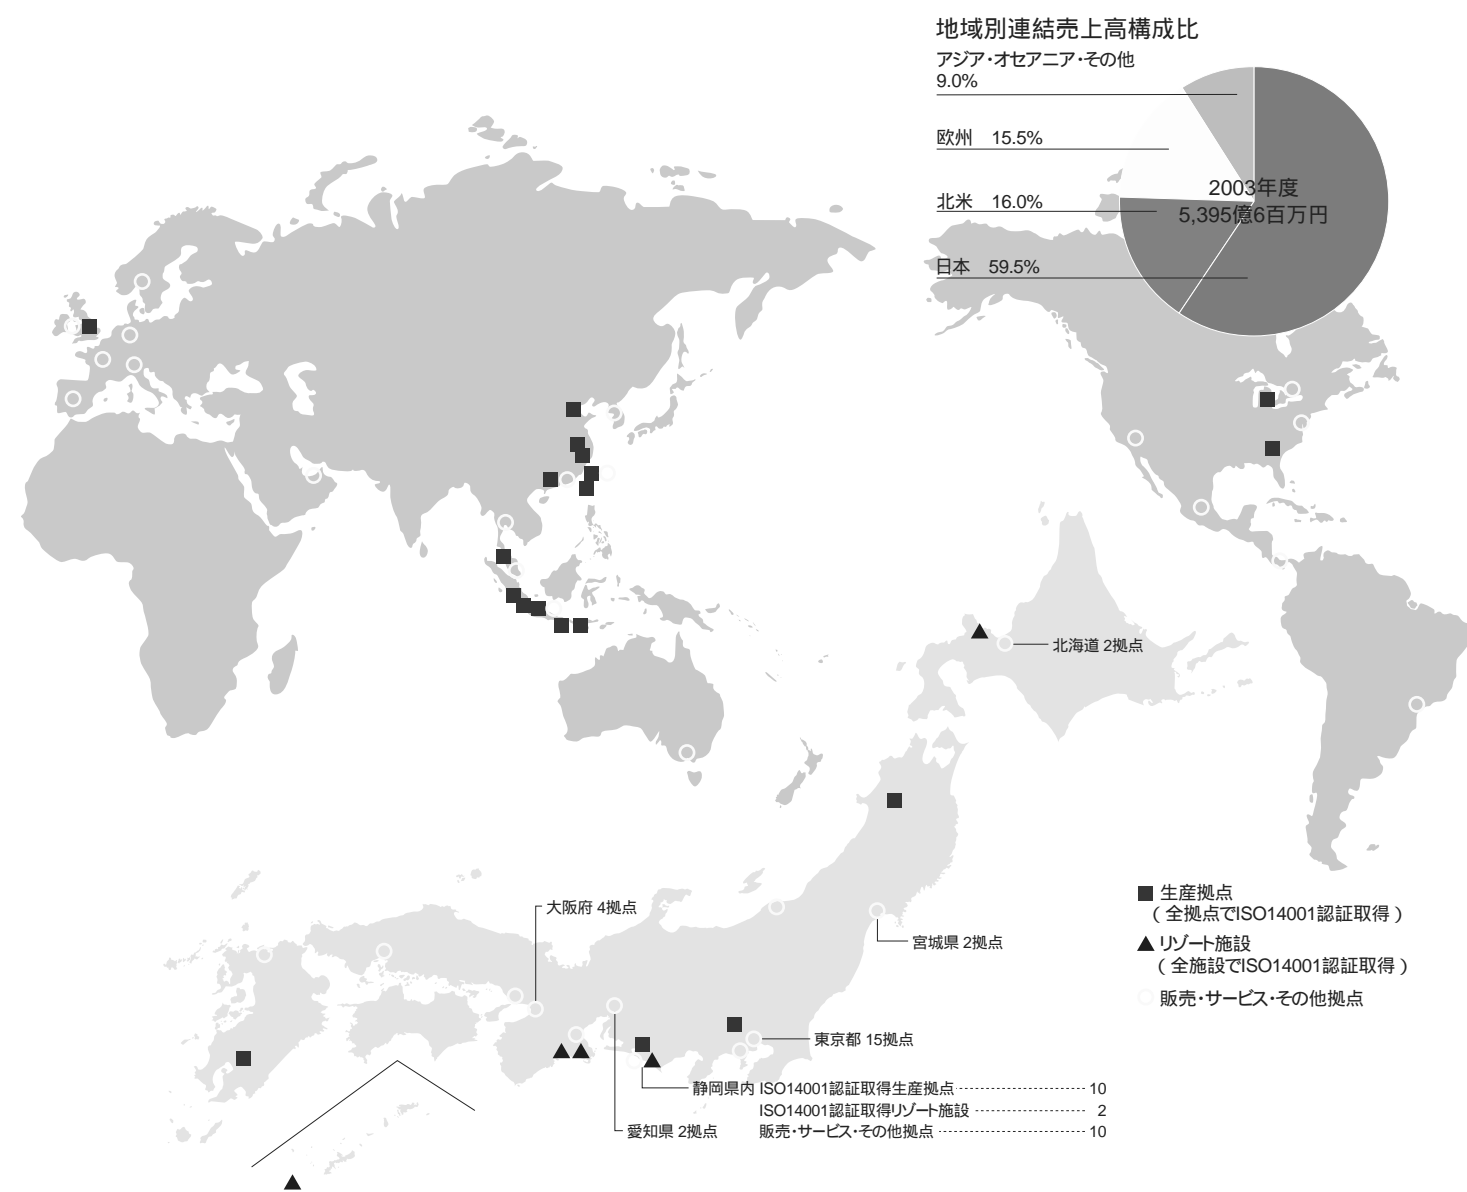 地域別連結売上高構成比
アジア・オセアニア・その他
9.0%
欧州 15.5%
北米 16.0%
日本 59.5%
2003年度
5,395億6百万円
北海道 2拠点
大阪府 4拠点
宮城県 2拠点
■ 生産拠点
（全拠点でISO14001認証取得）
▲ リゾート施設
（全施設でISO14001認証取得）
○ 販売・サービス・その他拠点
東京都 15拠点
静岡県内 ISO14001認証取得生産拠点 10
ISO14001認証取得リゾート施設 2
愛知県 2拠点
販売・サービス・その他拠点 10